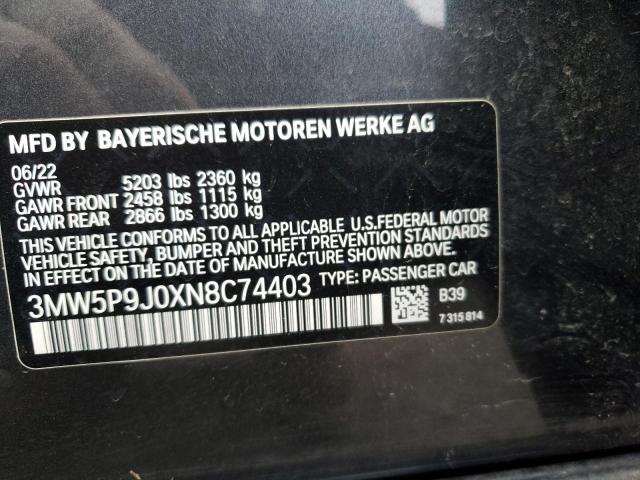 MFD BY BAYERISCHE MOTOREN WERKE AG
06/22
GVWR 5203 lbs 2360 kg
GAWR FRONT 2458 lbs 1115 kg
GAWR REAR 2866 lbs 1300 kg
THIS VEHICLE CONFORMS TO ALL APPLICABLE U.S.FEDERAL MOTOR
VEHICLE SAFETY, BUMPER AND THEFT PREVENTION STANDARDS
IN EFFECT ON THE DATE OF MANUFACTURE SHOWN ABOVE.
3MW5P9J0XN8C74403 TYPE: PASSENGER CAR
B39
7 315 814